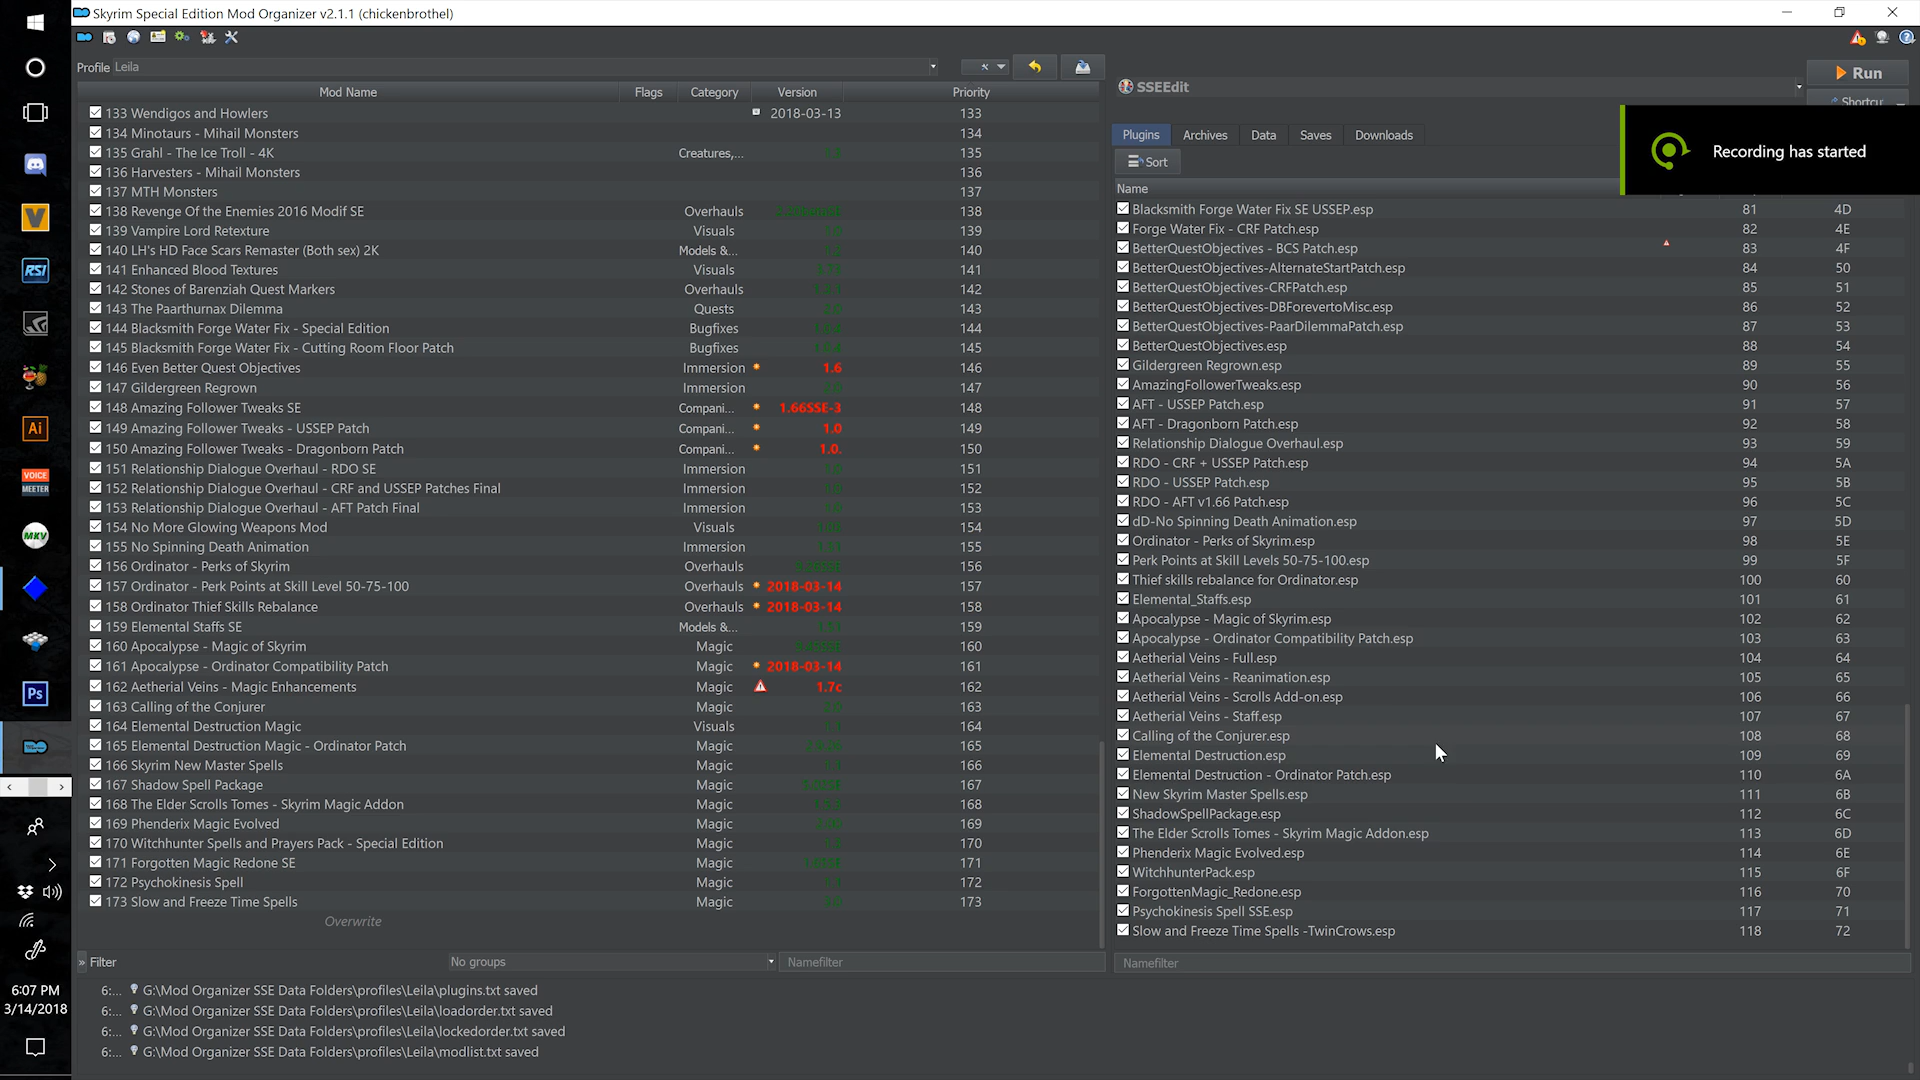 Skyrim Special Edition Mod Organizer v2.1.1 (chickenbrothel)
Profile Leila
Mod Name Flags Category Version Priority
133 Wendigos and Howlers 2018-03-13 133
134 Minotaurs - Mihail Monsters 134
135 Grahl - The Ice Troll - 4K Creatures,... 135
136 Harvesters - Mihail Monsters 136
137 MTH Monsters 137
138 Revenge Of the Enemies 2016 Modif SE Overhauls 138
139 Vampire Lord Retexture Visuals 139
140 LH's HD Face Scars Remaster (Both sex) 2K Models &... 140
141 Enhanced Blood Textures Visuals 141
142 Stones of Barenziah Quest Markers Overhauls 142
143 The Paarthurnax Dilemma Quests 143
144 Blacksmith Forge Water Fix - Special Edition Bugfixes 144
145 Blacksmith Forge Water Fix - Cutting Room Floor Patch Bugfixes 145
146 Even Better Quest Objectives Immersion 1.6 146
147 Gildergreen Regrown Immersion 147
148 Amazing Follower Tweaks SE Compani... 1.66SSE-3 148
149 Amazing Follower Tweaks - USSEP Patch Compani... 1.0 149
150 Amazing Follower Tweaks - Dragonborn Patch Compani... 1.0. 150
151 Relationship Dialogue Overhaul - RDO SE Immersion 151
152 Relationship Dialogue Overhaul - CRF and USSEP Patches Final Immersion 152
153 Relationship Dialogue Overhaul - AFT Patch Final Immersion 153
154 No More Glowing Weapons Mod Visuals 154
155 No Spinning Death Animation Immersion 155
156 Ordinator - Perks of Skyrim Overhauls 156
157 Ordinator - Perk Points at Skill Level 50-75-100 Overhauls 2018-03-14 157
158 Ordinator Thief Skills Rebalance Overhauls 2018-03-14 158
159 Elemental Staffs SE Models &... 159
160 Apocalypse - Magic of Skyrim Magic 160
161 Apocalypse - Ordinator Compatibility Patch Magic 2018-03-14 161
162 Aetherial Veins - Magic Enhancements Magic 1.7c 162
163 Calling of the Conjurer Magic 163
164 Elemental Destruction Magic Visuals 164
165 Elemental Destruction Magic - Ordinator Patch Magic 165
166 Skyrim New Master Spells Magic 166
167 Shadow Spell Package Magic 167
168 The Elder Scrolls Tomes - Skyrim Magic Addon Magic 168
169 Phenderix Magic Evolved Magic 169
170 Witchhunter Spells and Prayers Pack - Special Edition Magic 170
171 Forgotten Magic Redone SE Magic 171
172 Psychokinesis Spell Magic 172
173 Slow and Freeze Time Spells Magic 173
Overwrite
» Filter No groups Namefilter
6:... G:\Mod Organizer SSE Data Folders\profiles\Leila\plugins.txt saved
6:... G:\Mod Organizer SSE Data Folders\profiles\Leila\loadorder.txt saved
6:... G:\Mod Organizer SSE Data Folders\profiles\Leila\lockedorder.txt saved
6:... G:\Mod Organizer SSE Data Folders\profiles\Leila\modlist.txt saved
SSEEdit
Run
Shortcu
Recording has started
Plugins Archives Data Saves Downloads
Sort
Name
Blacksmith Forge Water Fix SE USSEP.esp 81 4D
Forge Water Fix - CRF Patch.esp 82 4E
BetterQuestObjectives - BCS Patch.esp 83 4F
BetterQuestObjectives-AlternateStartPatch.esp 84 50
BetterQuestObjectives-CRFPatch.esp 85 51
BetterQuestObjectives-DBForevertoMisc.esp 86 52
BetterQuestObjectives-PaarDilemmaPatch.esp 87 53
BetterQuestObjectives.esp 88 54
Gildergreen Regrown.esp 89 55
AmazingFollowerTweaks.esp 90 56
AFT - USSEP Patch.esp 91 57
AFT - Dragonborn Patch.esp 92 58
Relationship Dialogue Overhaul.esp 93 59
RDO - CRF + USSEP Patch.esp 94 5A
RDO - USSEP Patch.esp 95 5B
RDO - AFT v1.66 Patch.esp 96 5C
dD-No Spinning Death Animation.esp 97 5D
Ordinator - Perks of Skyrim.esp 98 5E
Perk Points at Skill Levels 50-75-100.esp 99 5F
Thief skills rebalance for Ordinator.esp 100 60
Elemental_Staffs.esp 101 61
Apocalypse - Magic of Skyrim.esp 102 62
Apocalypse - Ordinator Compatibility Patch.esp 103 63
Aetherial Veins - Full.esp 104 64
Aetherial Veins - Reanimation.esp 105 65
Aetherial Veins - Scrolls Add-on.esp 106 66
Aetherial Veins - Staff.esp 107 67
Calling of the Conjurer.esp 108 68
Elemental Destruction.esp 109 69
Elemental Destruction - Ordinator Patch.esp 110 6A
New Skyrim Master Spells.esp 111 6B
ShadowSpellPackage.esp 112 6C
The Elder Scrolls Tomes - Skyrim Magic Addon.esp 113 6D
Phenderix Magic Evolved.esp 114 6E
WitchhunterPack.esp 115 6F
ForgottenMagic_Redone.esp 116 70
Psychokinesis Spell SSE.esp 117 71
Slow and Freeze Time Spells -TwinCrows.esp 118 72
Namefilter
RSI
Ai
VOICE
MEETER
MKV
Ps
6:07 PM
3/14/2018